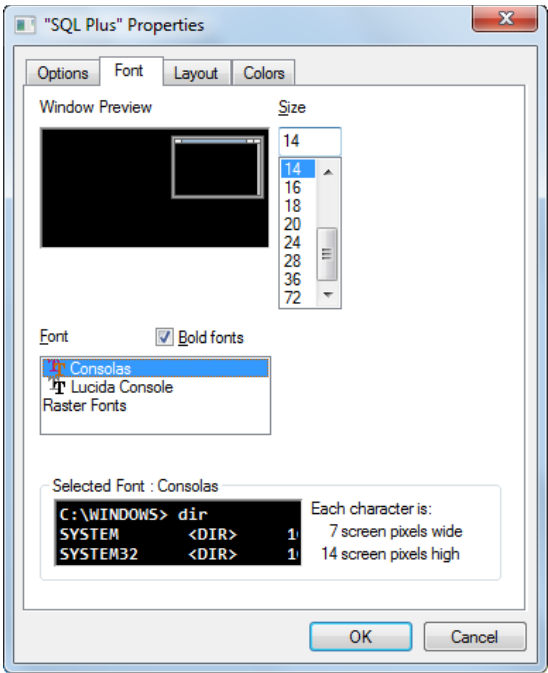 "SQL Plus" Properties
Options Font Layout Colors
Window Preview
Size
14
14
16
18
20
24
28
36
72
Font
Bold fonts
Consolas
Lucida Console
Raster Fonts
Selected Font : Consolas
C:\WINDOWS> dir
SYSTEM <DIR> 1
SYSTEM32 <DIR> 1
Each character is:
7 screen pixels wide
14 screen pixels high
OK Cancel